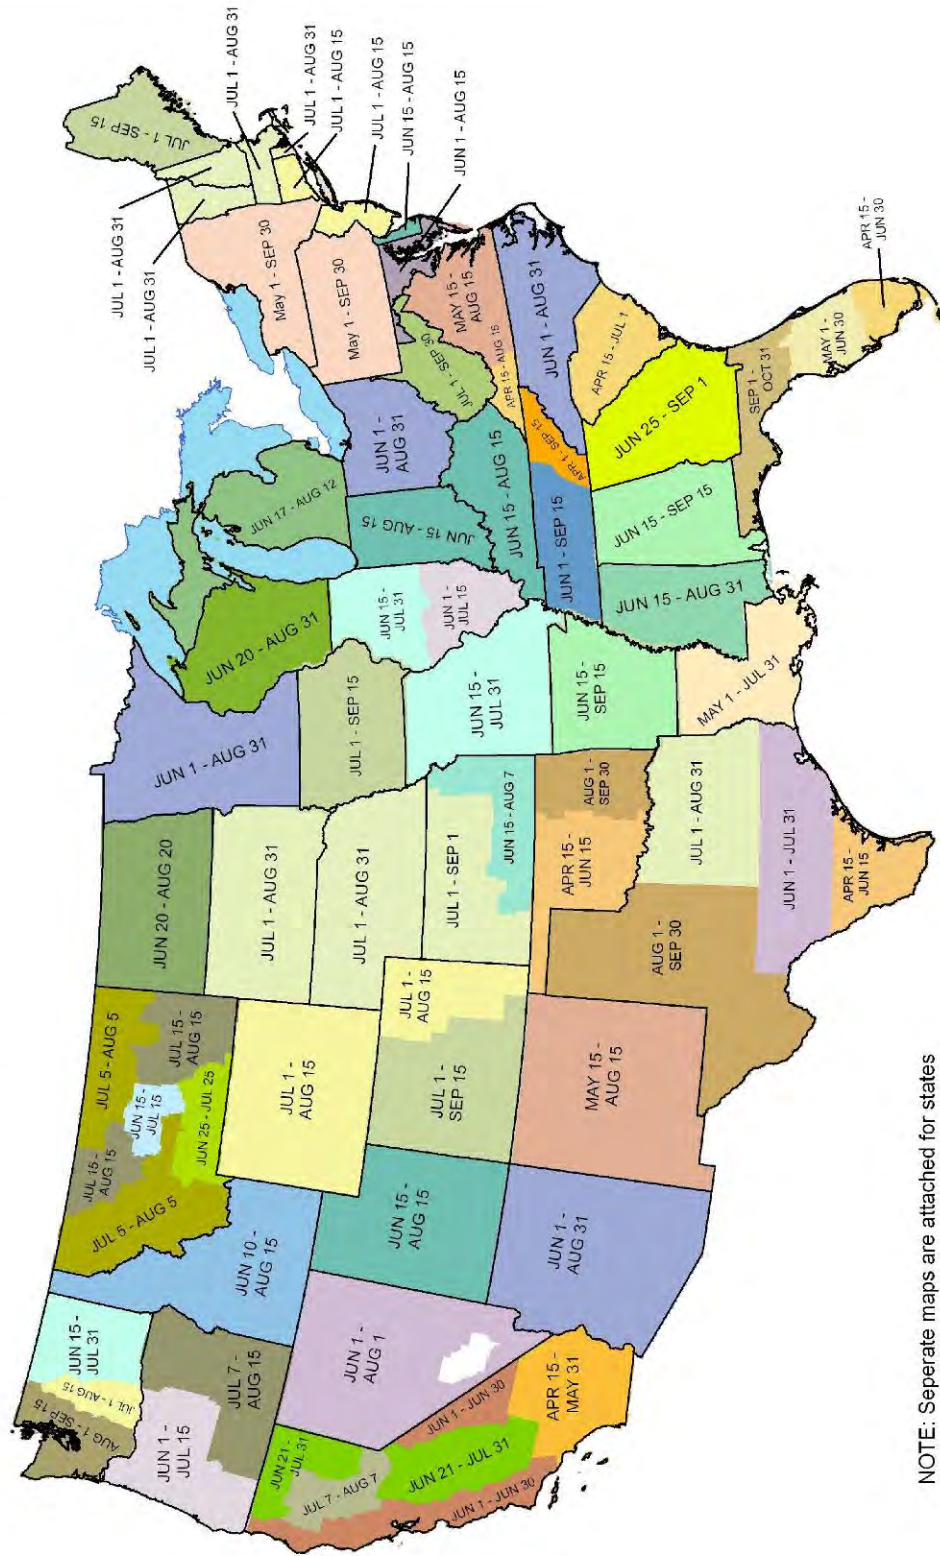 AUG 1 - SEP 15
JUL 1 - AUG 15
JUN 15 -
JUL 31
JUN 1 -
JUL 15
JUL 7 -
AUG 15
JUN 21 -
JUL 31
JUL 7 - AUG 7
JUN 21 - JUL 31
JUN 1 - JUN 30
JUN 1 - JUN 30
APR 15 -
MAY 31
JUN 1 -
AUG 1
JUN 10 -
AUG 15
JUL 5 - AUG 5
JUL 15 -
AUG 15
JUL 5 - AUG 5
JUN 15 -
JUL 15
JUL 15 -
AUG 15
JUN 25 - JUL 25
JUL 1 -
AUG 15
JUN 15 -
AUG 15
JUN 1 -
AUG 31
JUL 1 -
SEP 15
JUL 1 -
AUG 15
MAY 15 -
AUG 15
JUN 20 - AUG 20
JUL 1 - AUG 31
JUL 1 - AUG 31
JUL 1 - SEP 1
JUN 15 - AUG 7
APR 15 -
JUN 15
AUG 1 -
SEP 30
AUG 1 -
SEP 30
JUL 1 - AUG 31
JUN 1 - JUL 31
APR 15 -
JUN 15
JUN 1 - AUG 31
JUL 1 - SEP 15
JUN 15 -
JUL 31
JUN 15 -
SEP 15
MAY 1 - JUL 31
JUN 20 - AUG 31
JUN 15 -
JUL 31
JUN 1 -
JUL 15
JUN 17 - AUG 12
JUN 15 - AUG 15
JUN 1 -
AUG 31
JUN 15 - AUG 15
JUN 1 - SEP 15
APR 1 - SEP 15
JUN 15 - AUG 31
JUN 15 - SEP 15
JUN 25 - SEP 1
SEP 1 -
OCT 31
MAY 1 -
JUN 30
APR 15 -
JUN 30
APR 15 - JUL 1
JUN 1 - AUG 31
APR 15 - AUG 15
MAY 15 -
AUG 15
JUL 1 - SEP 30
May 1 - SEP 30
May 1 - SEP 30
JUL 1 - AUG 31
JUL 1 - AUG 31
JUL 1 - SEP 15
JUL 1 - AUG 31
JUL 1 - AUG 31
JUL 1 - AUG 15
JUL 1 - AUG 15
JUN 15 - AUG 15
JUN 1 - AUG 15
NOTE: Seperate maps are attached for states